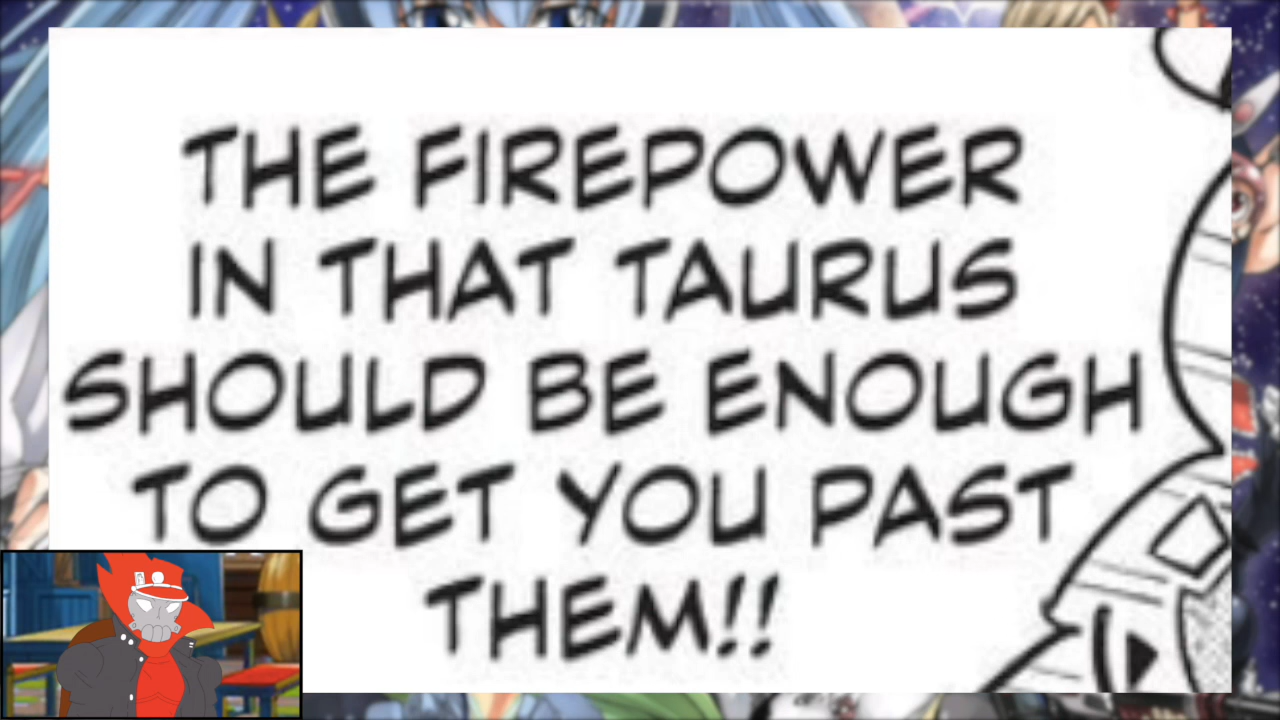 THE FIREPOWER
IN THAT TAURUS
SHOULD BE ENOUGH
TO GET YOU PAST
THEM!!